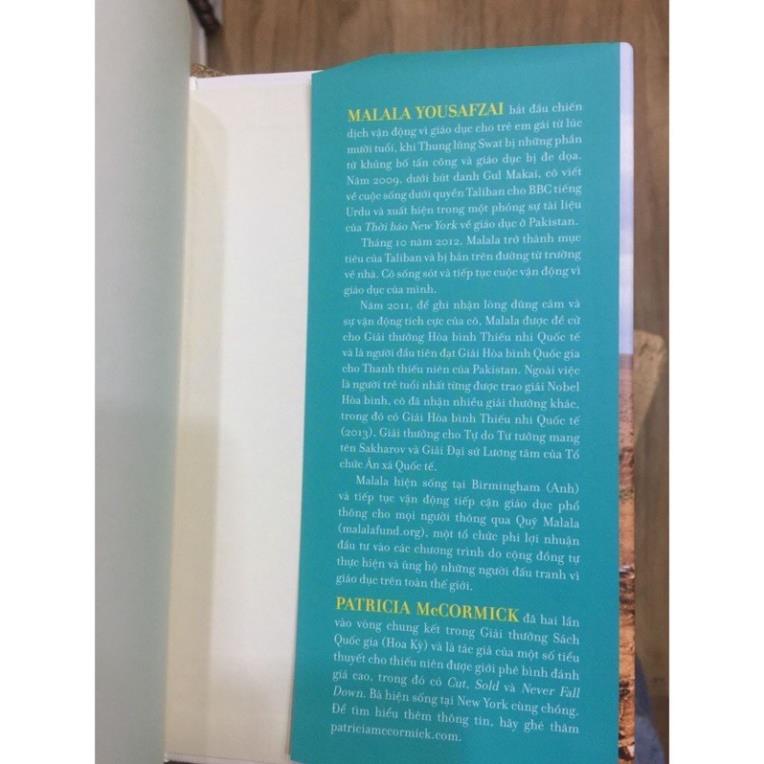 MALALA YOUSAFZAI bắt đầu chiến
dịch vận động vì giáo dục cho trẻ em gái từ lúc
mười tuổi, khi Thung lũng Swat bị những phần
tử khủng bố tấn công và giáo dục bị đe dọa.
Năm 2009, dưới bút danh Gul Makai, cô viết
về cuộc sống dưới quyền Taliban cho BBC tiếng
Urdu và xuất hiện trong một phóng sự tài liệu
của Thời báo New York về giáo dục ở Pakistan.
Tháng 10 năm 2012, Malala trở thành mục
tiêu của Taliban và bị bắn trên đường từ trường
về nhà. Cô sống sót và tiếp tục cuộc vận động vì
giáo dục của mình.
Năm 2011, để ghi nhận lòng dũng cảm và
sự vận động tích cực của cô, Malala được đề cử
cho Giải thưởng Hòa bình Thiếu nhi Quốc tế
và là người đầu tiên đạt Giải Hòa bình Quốc gia
cho Thanh thiếu niên của Pakistan. Ngoài việc
là người trẻ tuổi nhất từng được trao giải Nobel
Hòa bình, cô đã nhận nhiều giải thưởng khác,
trong đó có Giải Hòa bình Thiếu nhi Quốc tế
(2013), Giải thưởng cho Tự do Tư tưởng mang
tên Sakharov và Giải Đại sứ Lương tâm của Tổ
chức Ân xá Quốc tế.
Malala hiện sống tại Birmingham (Anh)
và tiếp tục vận động tiếp cận giáo dục phổ
thông cho mọi người thông qua Quỹ Malala
(malalafund.org), một tổ chức phi lợi nhuận
đầu tư vào các chương trình do cộng đồng tự
thực hiện và ủng hộ những người đấu tranh vì
giáo dục trên toàn thế giới.
PATRICIA McCORMICK đã hai lần
vào vòng chung kết trong Giải thưởng Sách
Quốc gia (Hoa Kỳ) và là tác giả của một số tiểu
thuyết cho thiếu niên được giới phê bình đánh
giá cao, trong đó có Cut, Sold và Never Fall
Down. Bà hiện sống tại New York cùng chồng.
Để tìm hiểu thêm thông tin, hãy ghé thăm
patriciamccormick.com.